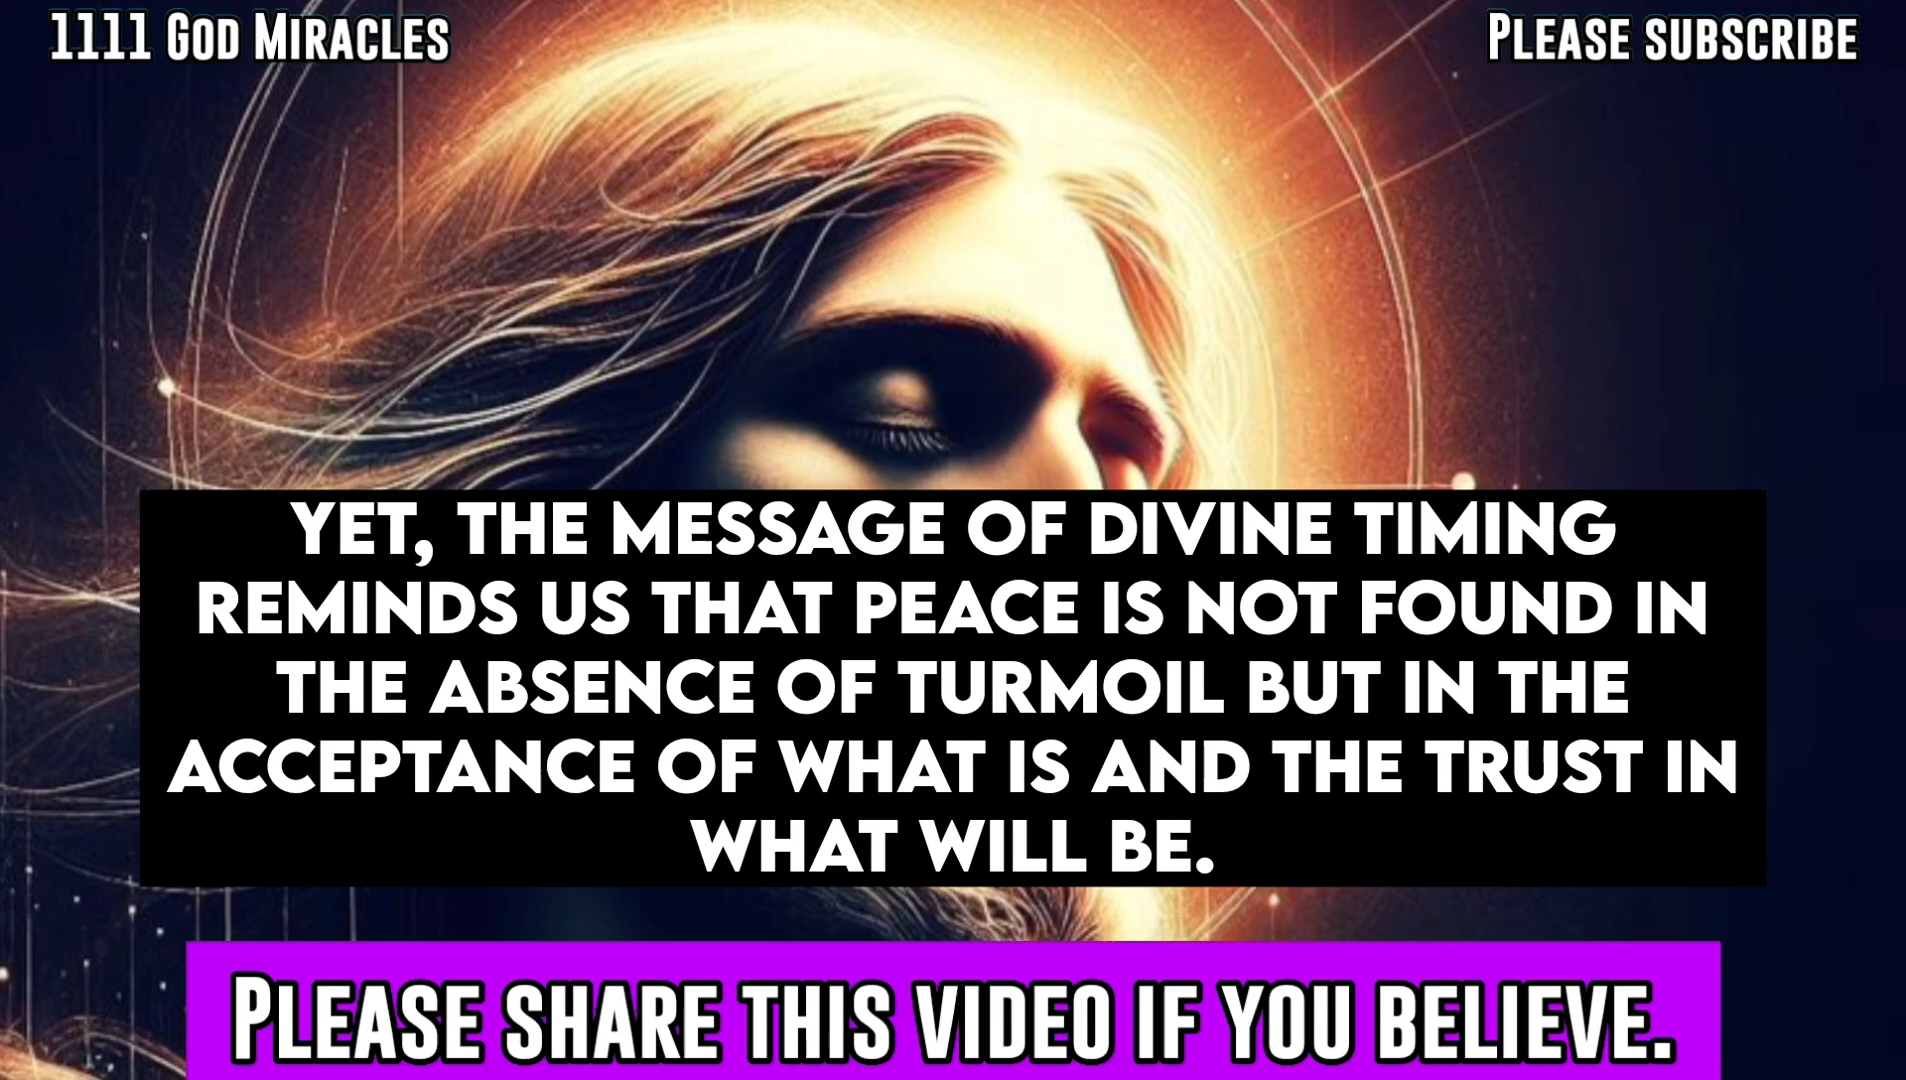 1111 God Miracles
Please subscribe
YET, THE MESSAGE OF DIVINE TIMING
REMINDS US THAT PEACE IS NOT FOUND IN
THE ABSENCE OF TURMOIL BUT IN THE
ACCEPTANCE OF WHAT IS AND THE TRUST IN
WHAT WILL BE.
Please share this video if you believe.